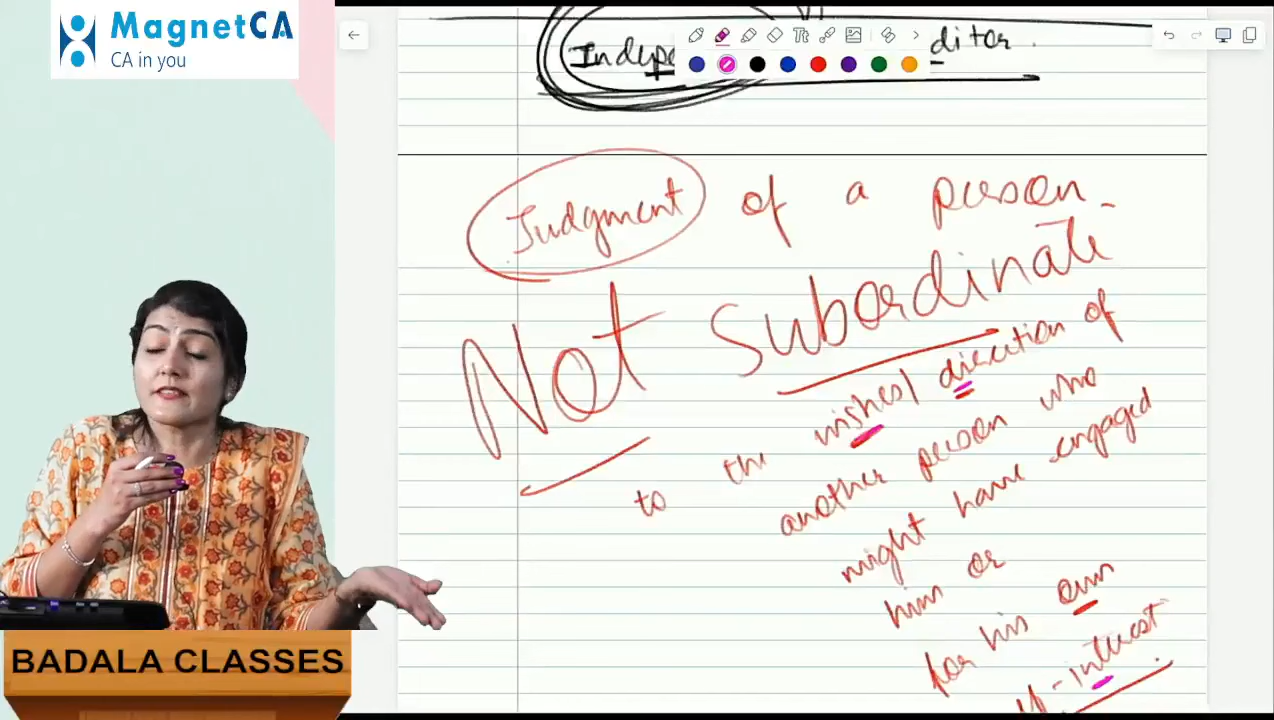 MagnetCA
CA in you
Indepe
ditor
Tt
Judgment of a person
Not subordinate
to the wishes/ direction of
another person who
might have engaged
him or
for his own
interest
BADALA CLASSES